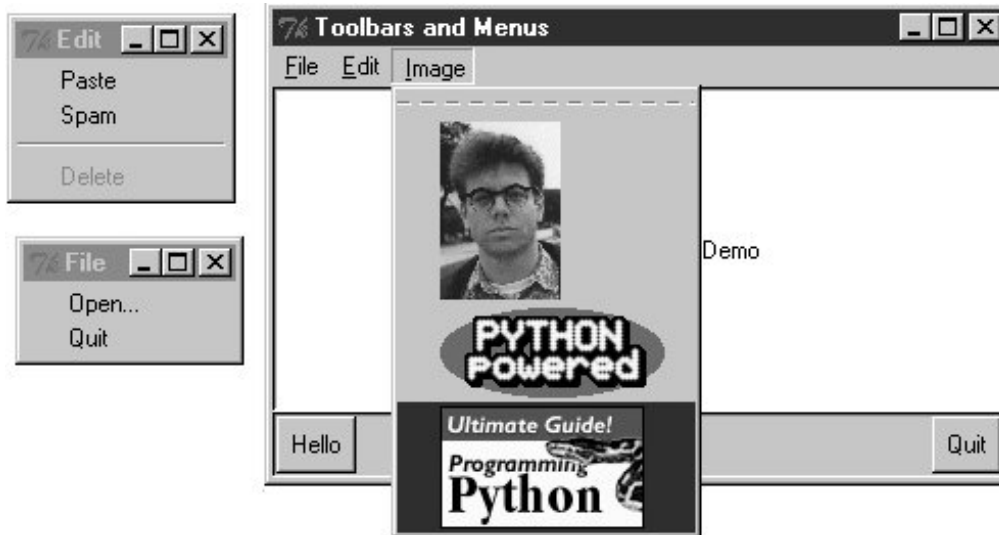 Edit
Paste
Spam
Delete
File
Open...
Quit
Toolbars and Menus
File Edit Image
Demo
PYTHON
powered
Ultimate Guide!
Programming
Python
Hello
Quit